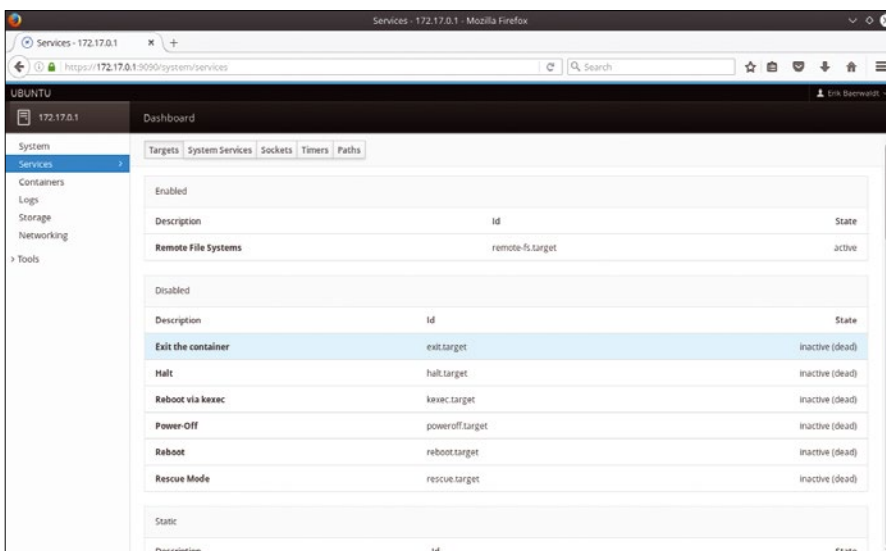 Services - 172.17.0.1 - Mozilla Firefox
Services - 172.17.0.1
https://172.17.0.1:9090/system/services
Search
UBUNTU
Erik Baerwaldt
172.17.0.1
Dashboard
System
Services
Containers
Logs
Storage
Networking
> Tools
Targets System Services Sockets Timers Paths
Enabled
Description Id State
Remote File Systems remote-fs.target active
Disabled
Description Id State
Exit the container exit.target inactive (dead)
Halt halt.target inactive (dead)
Reboot via kexec kexec.target inactive (dead)
Power-Off poweroff.target inactive (dead)
Reboot reboot.target inactive (dead)
Rescue Mode rescue.target inactive (dead)
Static
Description Id State